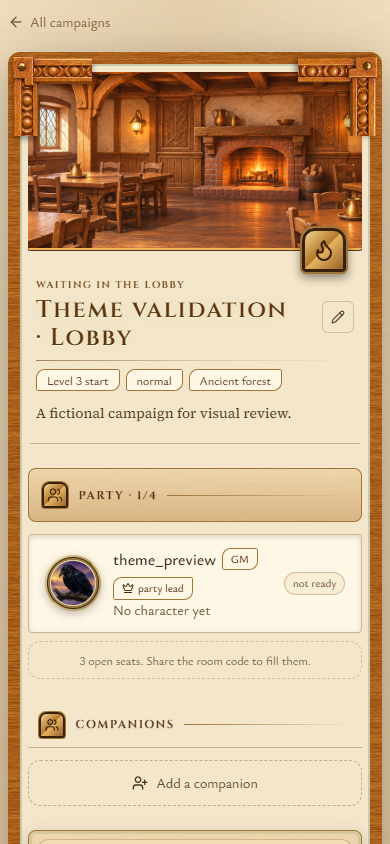 All campaigns
WAITING IN THE LOBBY
THEME VALIDATION
· LOBBY
Level 3 start normal Ancient forest
A fictional campaign for visual review.
PARTY · 1/4
theme_preview GM
party lead
not ready
No character yet
3 open seats. Share the room code to fill them.
COMPANIONS
Add a companion